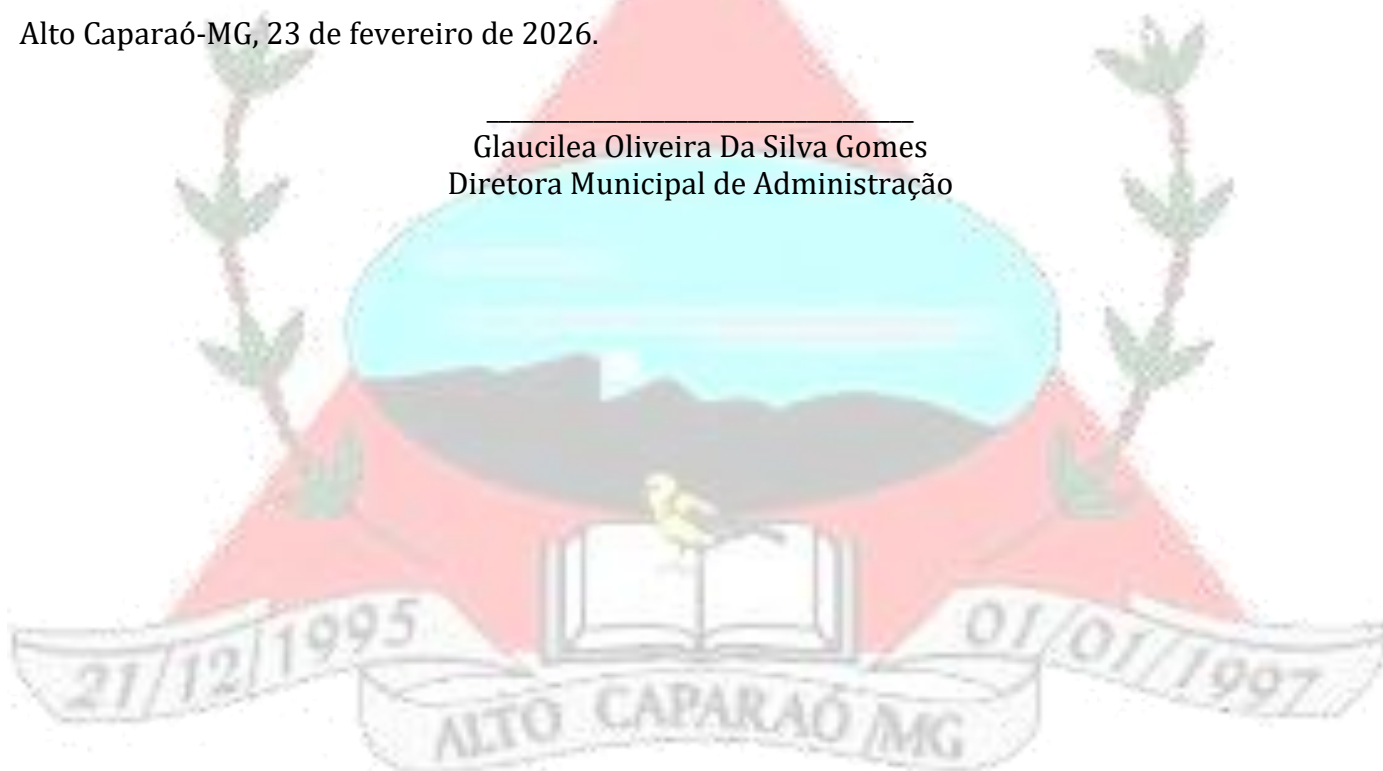 Alto Caparaó-MG, 23 de fevereiro de 2026.
Glaucilea Oliveira Da Silva Gomes
Diretora Municipal de Administração
21/12/1995
01/01/1997
ALTO CAPARAÓ /MG